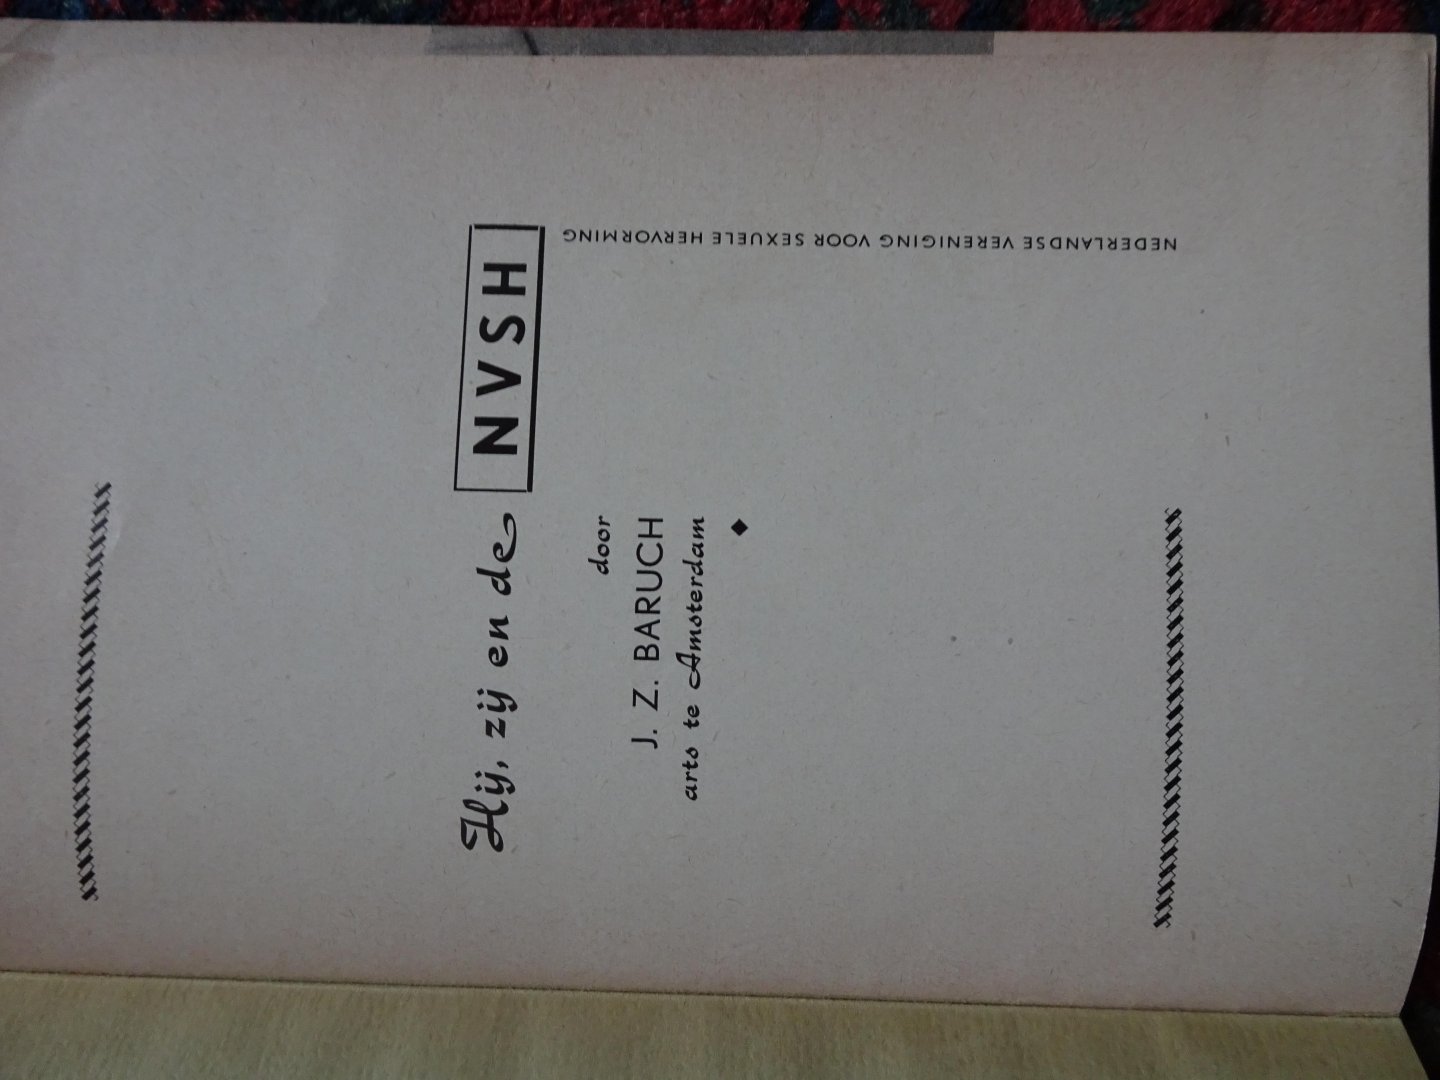 Hij, zij en de NVSH
NEDERLANDSE VERENIGING VOOR SEXUELE HERVORMING
door
J. Z. BARUCH
arts te Amsterdam